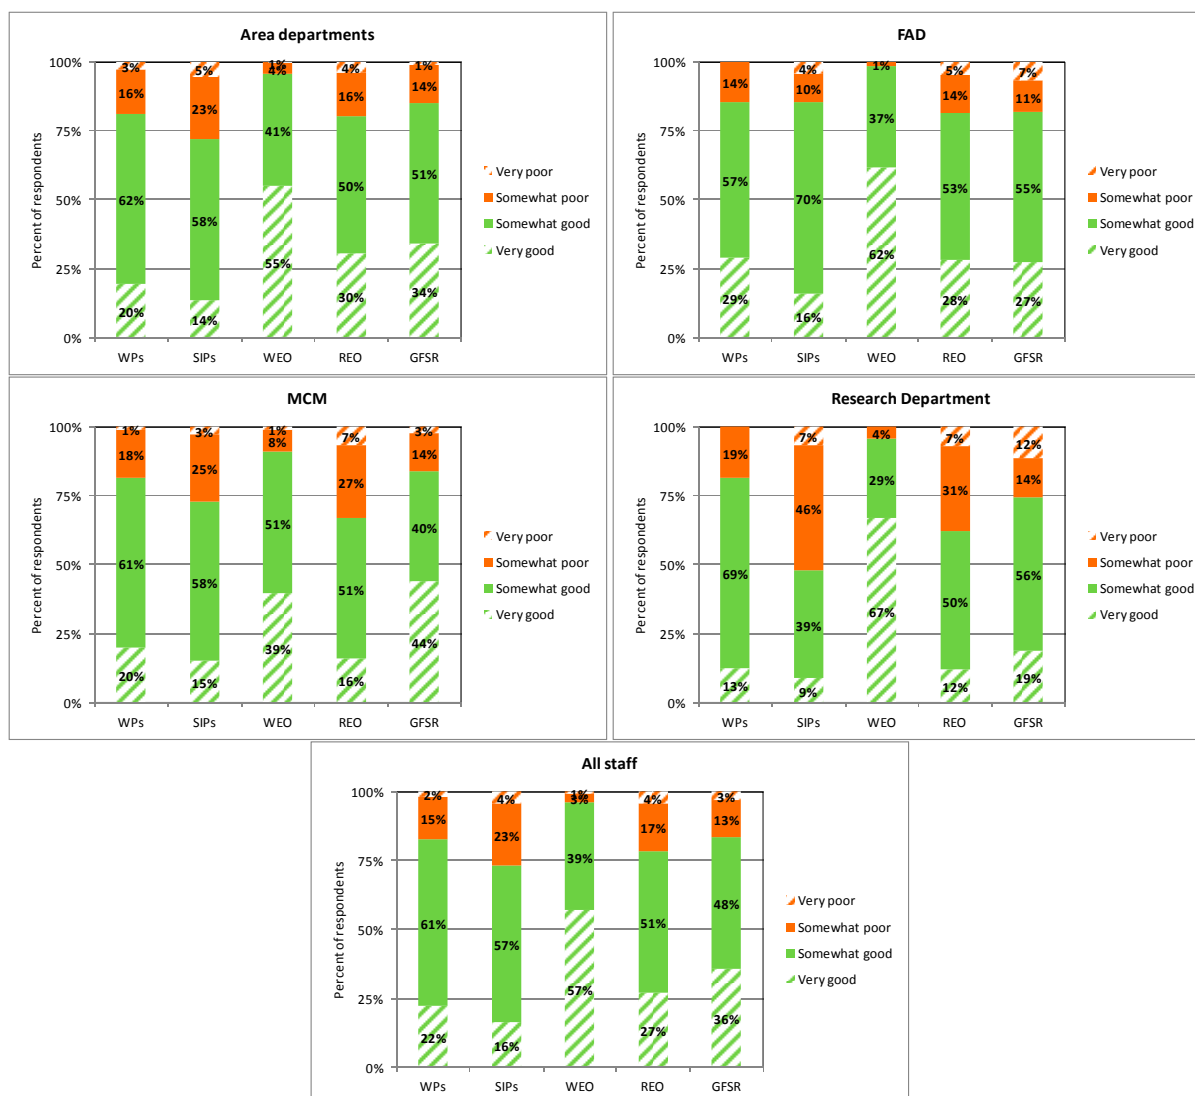 Area departments
Percent of respondents
100%
75%
50%
25%
0%
3% 5% 1% 4% 1%
16% 23% 4% 16% 14%
62% 58% 41% 50% 51%
20% 14% 55% 30% 34%
WPs SIPs WEO REO GFSR
Very poor
Somewhat poor
Somewhat good
Very good
FAD
Percent of respondents
100%
75%
50%
25%
0%
4% 5% 7%
14% 10% 1% 14% 11%
57% 70% 37% 53% 55%
29% 16% 62% 28% 27%
WPs SIPs WEO REO GFSR
Very poor
Somewhat poor
Somewhat good
Very good
MCM
Percent of respondents
100%
75%
50%
25%
0%
1% 3% 1% 7% 3%
18% 25% 8% 27% 14%
61% 58% 51% 51% 40%
20% 15% 39% 16% 44%
WPs SIPs WEO REO GFSR
Very poor
Somewhat poor
Somewhat good
Very good
Research Department
Percent of respondents
100%
75%
50%
25%
0%
7% 7% 12%
19% 46% 4% 31% 14%
69% 39% 29% 50% 56%
13% 9% 67% 12% 19%
WPs SIPs WEO REO GFSR
Very poor
Somewhat poor
Somewhat good
Very good
All staff
Percent of respondents
100%
75%
50%
25%
0%
2% 4% 1% 4% 3%
15% 23% 3% 17% 13%
61% 57% 39% 51% 48%
22% 16% 57% 27% 36%
WPs SIPs WEO REO GFSR
Very poor
Somewhat poor
Somewhat good
Very good